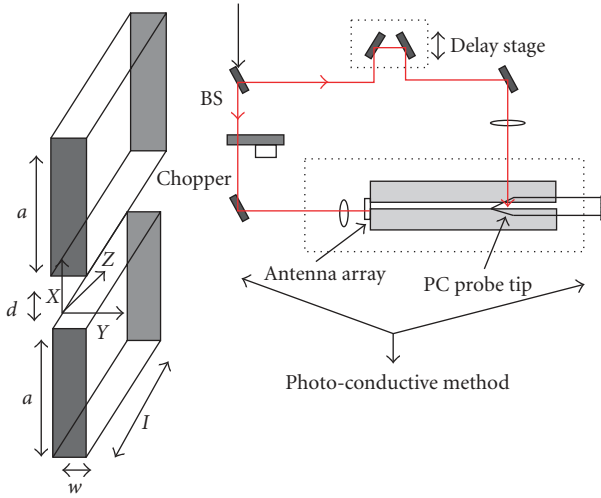 a
d
X
Z
Y
a
I
w
BS
Delay stage
Chopper
Antenna array
PC probe tip
Photo-conductive method